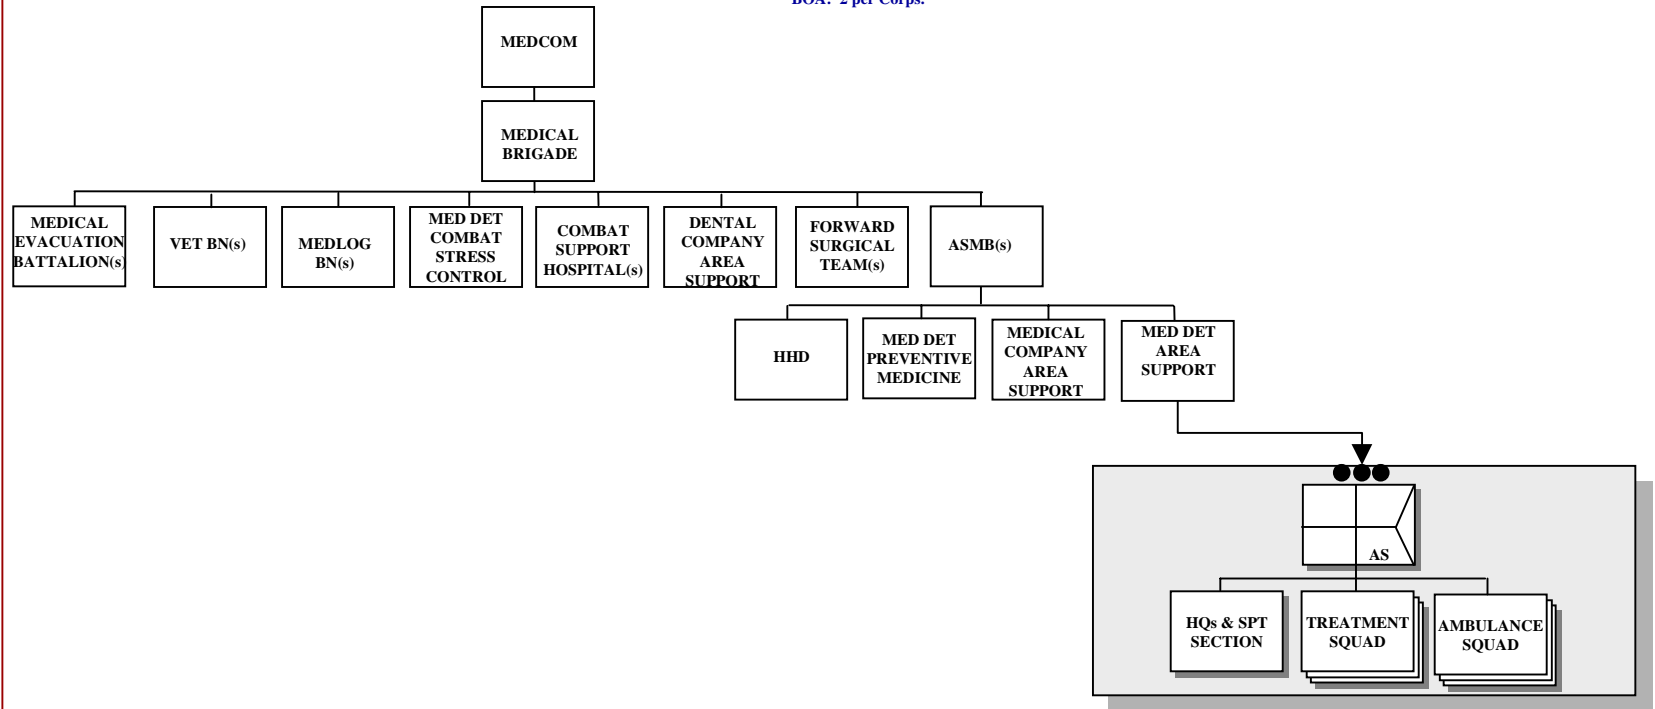 BOA: 2 per Corps.
MEDCOM
MEDICAL
BRIGADE
MEDICAL
EVACUATION
BATTALION(s)
VET BN(s)
MEDLOG
BN(s)
MED DET
COMBAT
STRESS
CONTROL
COMBAT
SUPPORT
HOSPITAL(s)
DENTAL
COMPANY
AREA
SUPPORT
FORWARD
SURGICAL
TEAM(s)
ASMB(s)
HHD
MED DET
PREVENTIVE
MEDICINE
MEDICAL
COMPANY
AREA
SUPPORT
MED DET
AREA
SUPPORT
AS
HQs & SPT
SECTION
TREATMENT
SQUAD
AMBULANCE
SQUAD